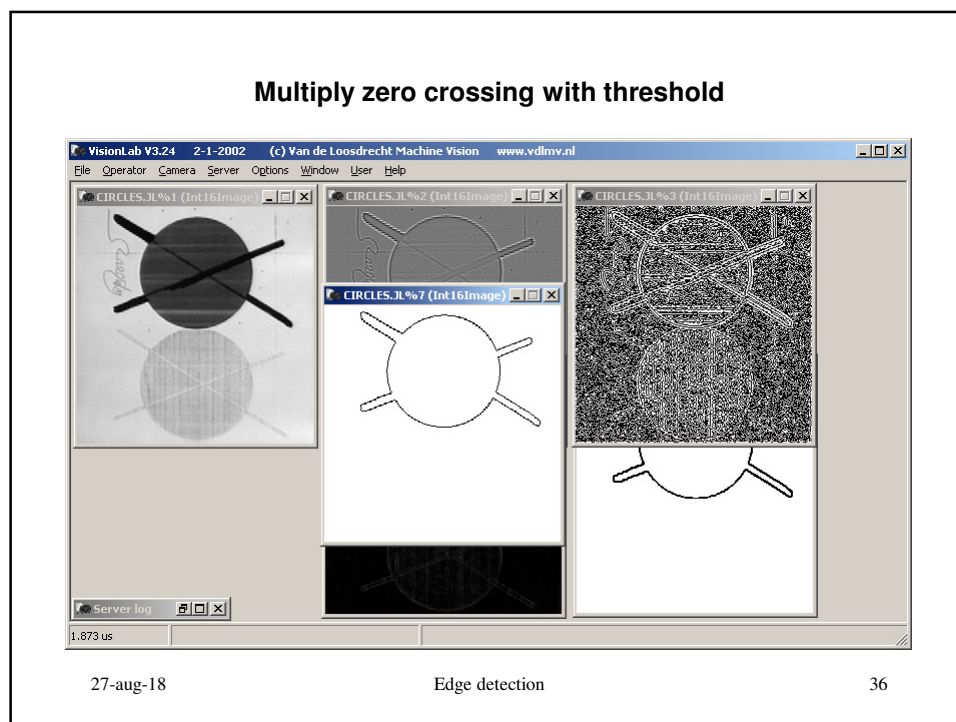 Multiply zero crossing with threshold
VisionLab V3.24 2-1-2002 (c) Van de Loosdrecht Machine Vision www.vdlmv.nl
File Operator Camera Server Options Window User Help
CIRCLES.JL%1 (Int16Image)
CIRCLES.JL%2 (Int16Image)
CIRCLES.JL%3 (Int16Image)
CIRCLES.JL%7 (Int16Image)
Server log
1.873 us
27-aug-18 Edge detection 36